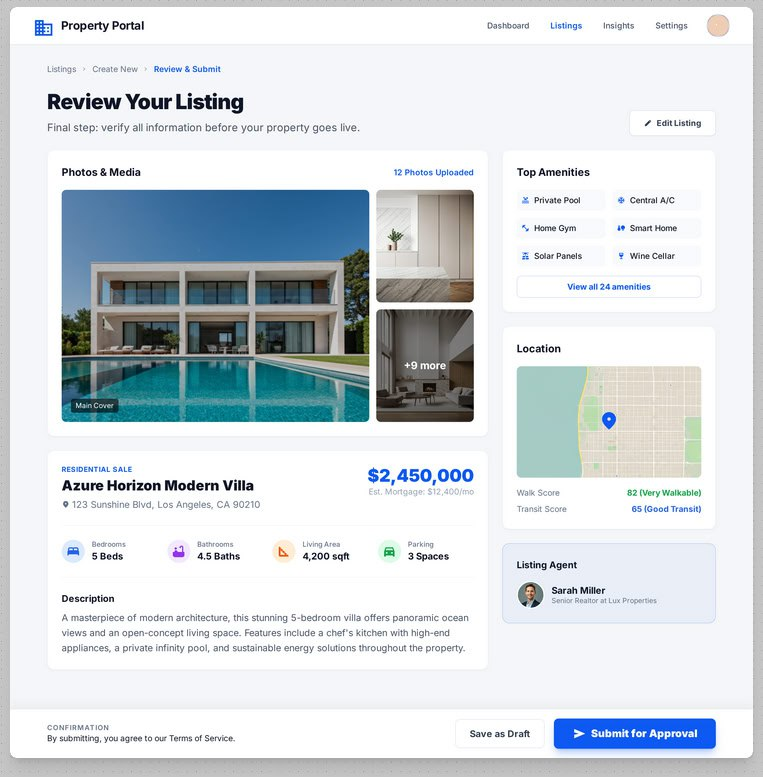 Property Portal
Dashboard
Listings
Insights
Settings
Listings › Create New › Review & Submit
Review Your Listing
Final step: verify all information before your property goes live.
Edit Listing
Photos & Media
12 Photos Uploaded
Main Cover
+9 more
RESIDENTIAL SALE
Azure Horizon Modern Villa
123 Sunshine Blvd, Los Angeles, CA 90210
$2,450,000
Est. Mortgage: $12,400/mo
Bedrooms
5 Beds
Bathrooms
4.5 Baths
Living Area
4,200 sqft
Parking
3 Spaces
Description
A masterpiece of modern architecture, this stunning 5-bedroom villa offers panoramic ocean
views and an open-concept living space. Features include a chef's kitchen with high-end
appliances, a private infinity pool, and sustainable energy solutions throughout the property.
Top Amenities
Private Pool
Central A/C
Home Gym
Smart Home
Solar Panels
Wine Cellar
View all 24 amenities
Location
Walk Score
82 (Very Walkable)
Transit Score
65 (Good Transit)
Listing Agent
Sarah Miller
Senior Realtor at Lux Properties
CONFIRMATION
By submitting, you agree to our Terms of Service.
Save as Draft
Submit for Approval